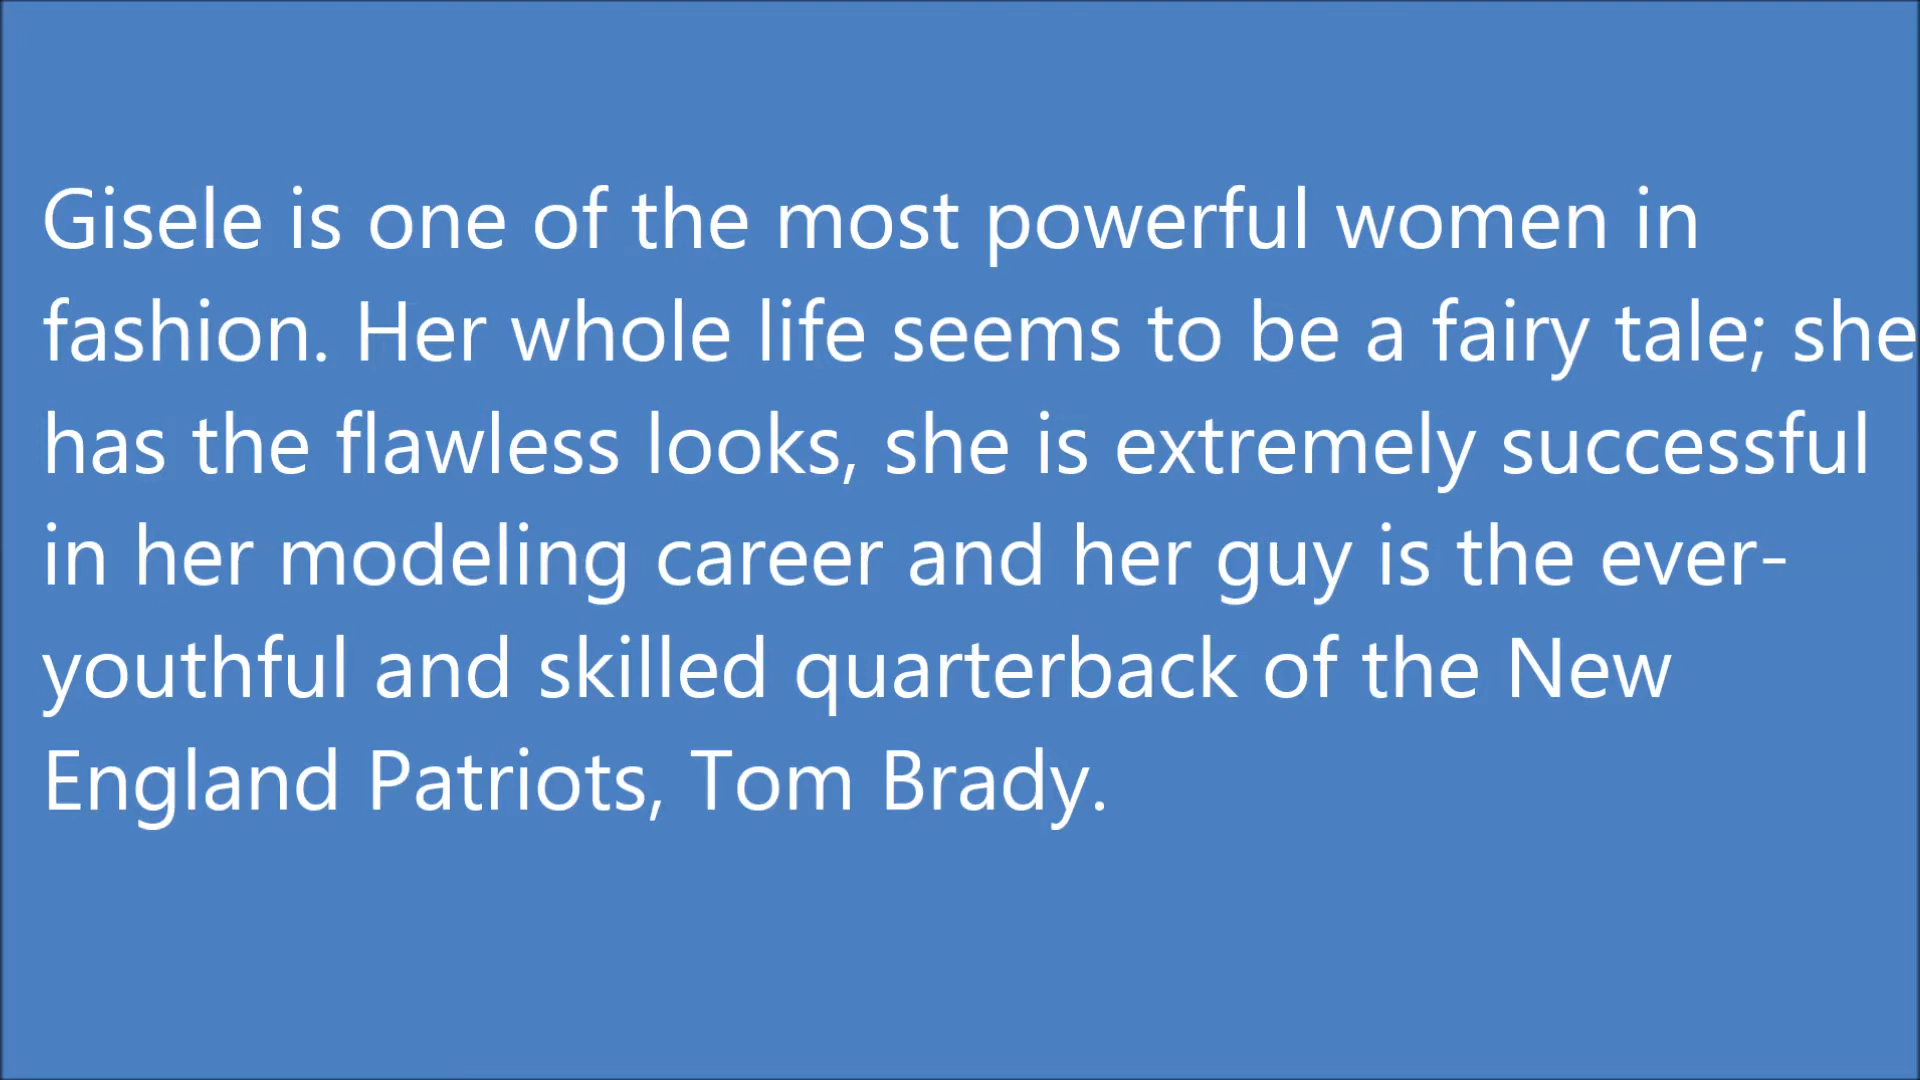 Gisele is one of the most powerful women in
fashion. Her whole life seems to be a fairy tale; she
has the flawless looks, she is extremely successful
in her modeling career and her guy is the ever-
youthful and skilled quarterback of the New
England Patriots, Tom Brady.